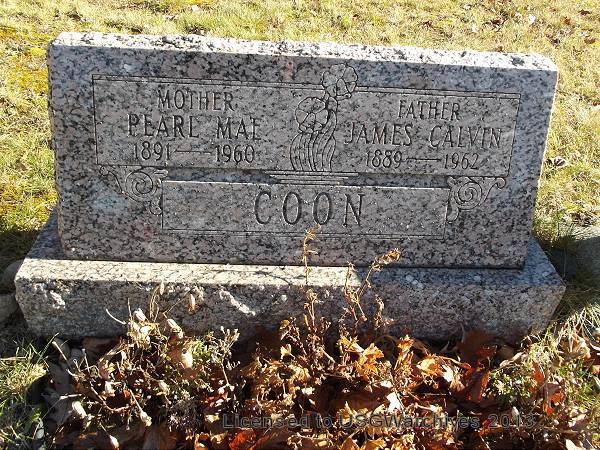 MOTHER
PEARL MAE
1891 — 1960
FATHER
JAMES CALVIN
1889 — 1962
COON
Licensed to USGWarchives 2013